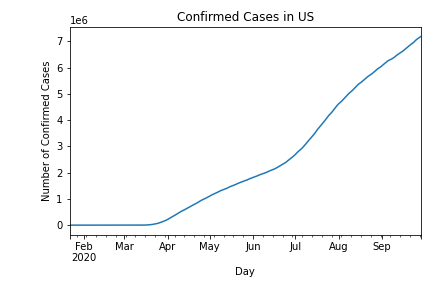 Confirmed Cases in US
1e6
Number of Confirmed Cases
7
6
5
4
3
2
1
0
Feb Mar Apr May Jun Jul Aug Sep
2020
Day